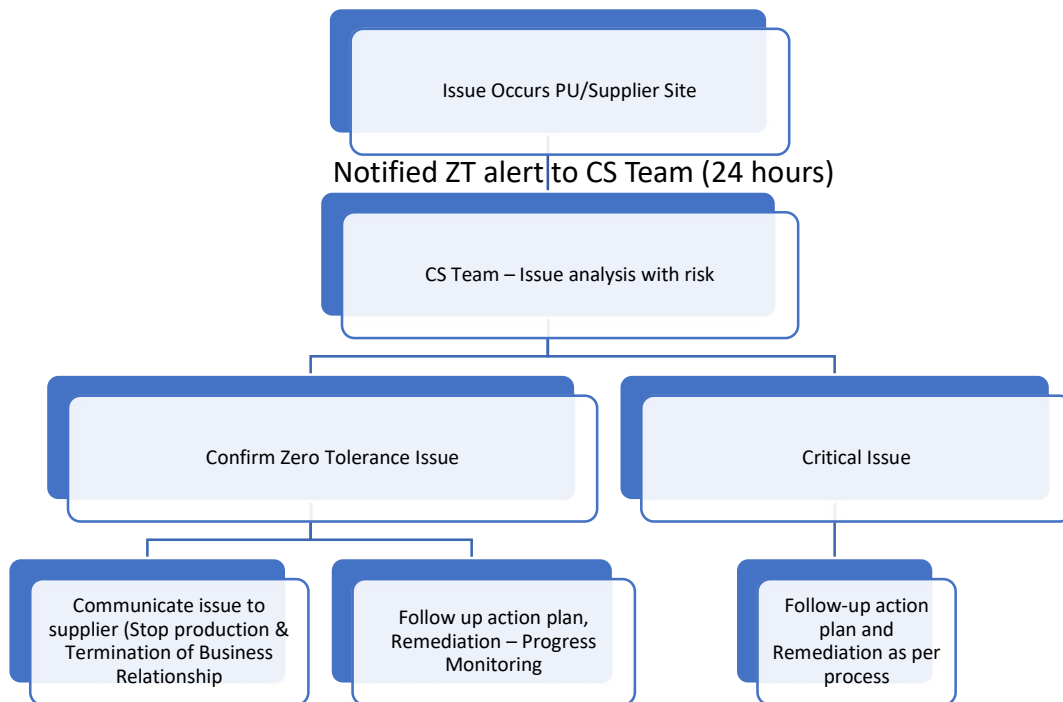 Issue Occurs PU/Supplier Site
Notified ZT alert to CS Team (24 hours)
CS Team – Issue analysis with risk
Confirm Zero Tolerance Issue
Critical Issue
Communicate issue to
supplier (Stop production &
Termination of Business
Relationship
Follow up action plan,
Remediation – Progress
Monitoring
Follow-up action
plan and
Remediation as per
process